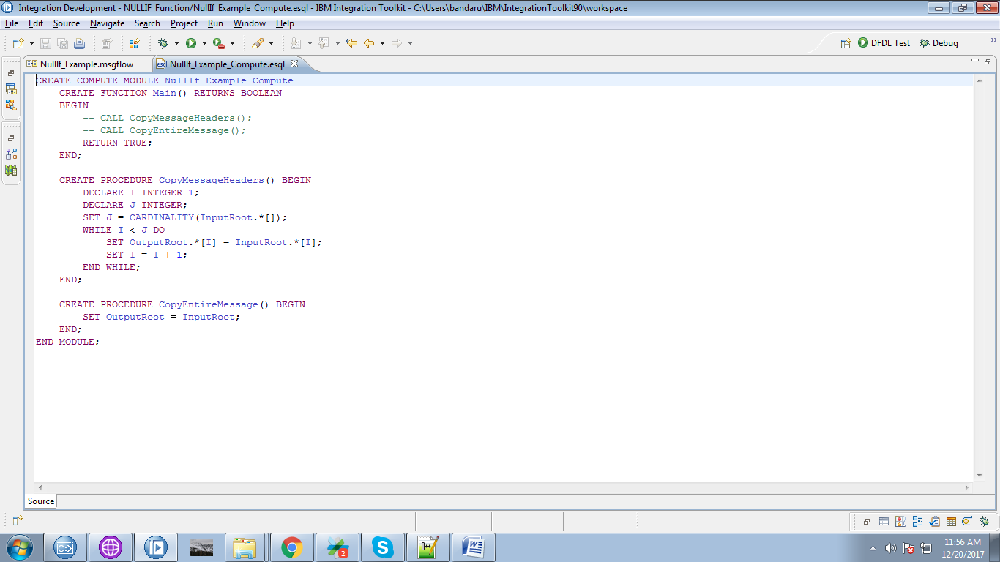 Integration Development - NULLIF_Function/NullIf_Example_Compute.esql - IBM Integration Toolkit - C:\Users\bandaru\IBM\IntegrationToolkit90\workspace
File Edit Source Navigate Search Project Run Window Help
DFDL Test Debug
NullIf_Example.msgflow NullIf_Example_Compute.esql
CREATE COMPUTE MODULE NullIf_Example_Compute
CREATE FUNCTION Main() RETURNS BOOLEAN
BEGIN
-- CALL CopyMessageHeaders();
-- CALL CopyEntireMessage();
RETURN TRUE;
END;
CREATE PROCEDURE CopyMessageHeaders() BEGIN
DECLARE I INTEGER 1;
DECLARE J INTEGER;
SET J = CARDINALITY(InputRoot.*[]);
WHILE I < J DO
SET OutputRoot.*[I] = InputRoot.*[I];
SET I = I + 1;
END WHILE;
END;
CREATE PROCEDURE CopyEntireMessage() BEGIN
SET OutputRoot = InputRoot;
END;
END MODULE;
Source
2
11:56 AM
12/20/2017